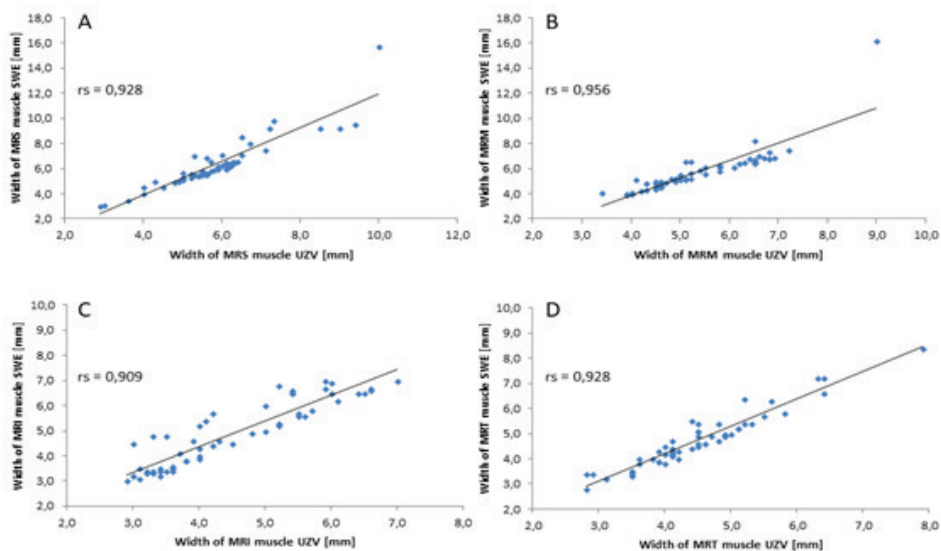 A
18,0
16,0
14,0
12,0
10,0
8,0
6,0
4,0
2,0
Width of MRS muscle SWE [mm]
rs = 0,928
2,0 4,0 6,0 8,0 10,0 12,0
Width of MRS muscle UZV [mm]
B
18,0
16,0
14,0
12,0
10,0
8,0
6,0
4,0
2,0
Width of MRM muscle SWE [mm]
rs = 0,956
2,0 3,0 4,0 5,0 6,0 7,0 8,0 9,0 10,0
Width of MRM muscle UZV [mm]
C
10,0
9,0
8,0
7,0
6,0
5,0
4,0
3,0
2,0
Width of MRI muscle SWE [mm]
rs = 0,909
2,0 3,0 4,0 5,0 6,0 7,0 8,0
Width of MRI muscle UZV [mm]
D
10,0
9,0
8,0
7,0
6,0
5,0
4,0
3,0
2,0
Width of MRT muscle SWE [mm]
rs = 0,928
2,0 3,0 4,0 5,0 6,0 7,0 8,0
Width of MRT muscle UZV [mm]